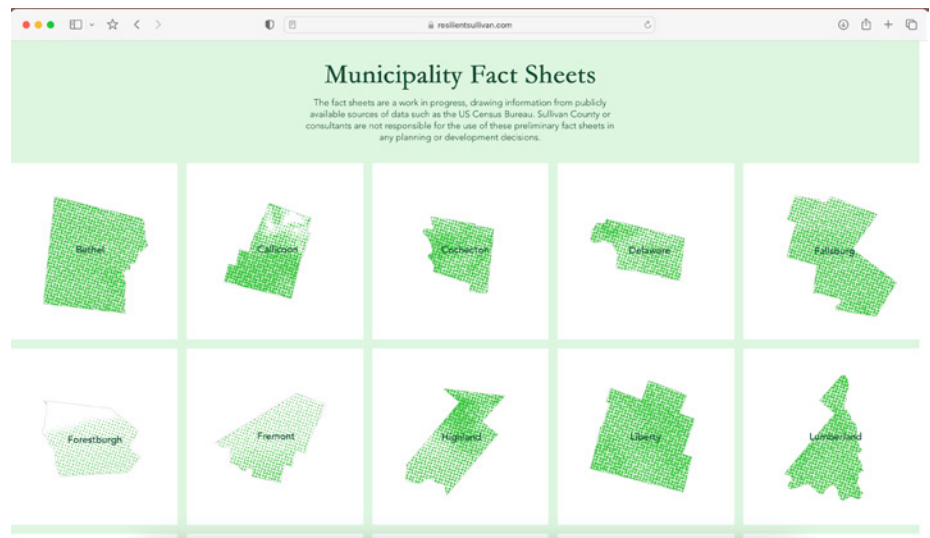 resilientsullivan.com
Municipality Fact Sheets
The fact sheets are a work in progress, drawing information from publicly
available sources of data such as the US Census Bureau. Sullivan County or
consultants are not responsible for the use of these preliminary fact sheets in
any planning or development decisions.
Bethel
Callicoon
Cochecton
Delaware
Fallsburg
Forestburgh
Fremont
Highland
Liberty
Lumberland